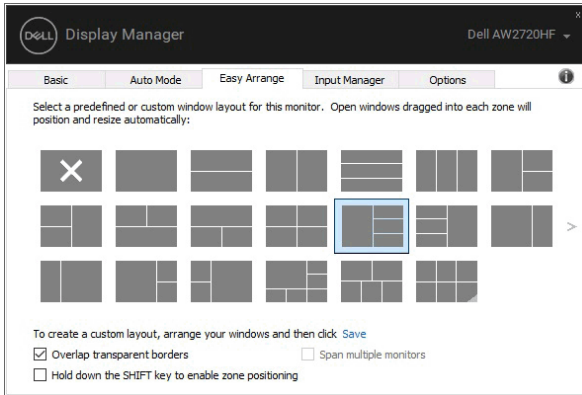 DELL Display Manager
Dell AW2720HF
Basic Auto Mode Easy Arrange Input Manager Options
Select a predefined or custom window layout for this monitor. Open windows dragged into each zone will
position and resize automatically:
To create a custom layout, arrange your windows and then click Save
Overlap transparent borders
Span multiple monitors
Hold down the SHIFT key to enable zone positioning